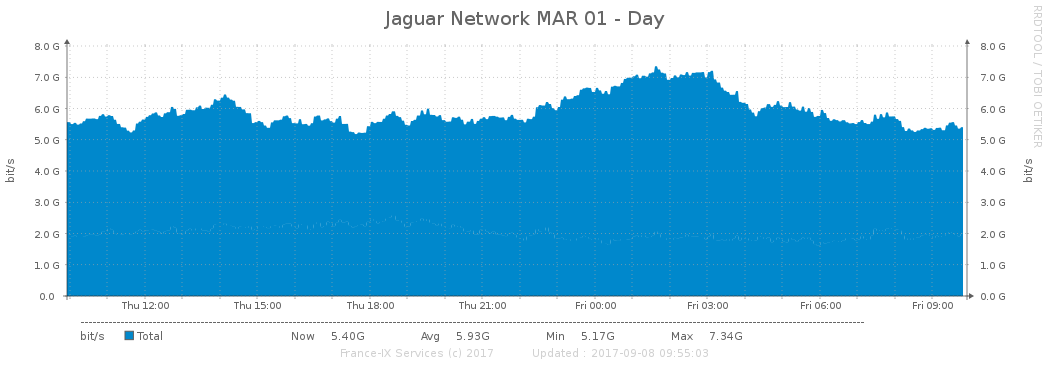 Jaguar Network MAR 01 - Day
RRDTOOL / TOBI OETIKER
8.0 G 8.0 G
7.0 G 7.0 G
6.0 G 6.0 G
5.0 G 5.0 G
4.0 G 4.0 G
3.0 G 3.0 G
2.0 G 2.0 G
1.0 G 1.0 G
0.0 0.0 G
bit/s bit/s
Thu 12:00 Thu 15:00 Thu 18:00 Thu 21:00 Fri 00:00 Fri 03:00 Fri 06:00 Fri 09:00
bit/s Total Now 5.40G Avg 5.93G Min 5.17G Max 7.34G
France-IX Services (c) 2017 Updated : 2017-09-08 09:55:03